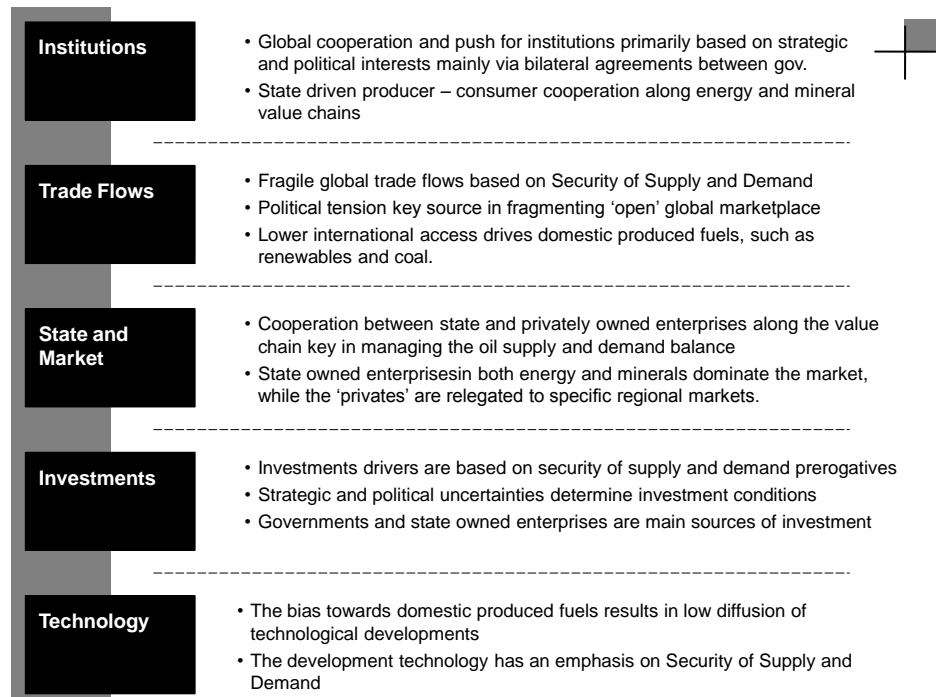 Institutions
• Global cooperation and push for institutions primarily based on strategic
and political interests mainly via bilateral agreements between gov.
• State driven producer – consumer cooperation along energy and mineral
value chains
Trade Flows
• Fragile global trade flows based on Security of Supply and Demand
• Political tension key source in fragmenting ‘open’ global marketplace
• Lower international access drives domestic produced fuels, such as
renewables and coal.
State and
Market
• Cooperation between state and privately owned enterprises along the value
chain key in managing the oil supply and demand balance
• State owned enterprisesin both energy and minerals dominate the market,
while the ‘privates’ are relegated to specific regional markets.
Investments
• Investments drivers are based on security of supply and demand prerogatives
• Strategic and political uncertainties determine investment conditions
• Governments and state owned enterprises are main sources of investment
Technology
• The bias towards domestic produced fuels results in low diffusion of
technological developments
• The development technology has an emphasis on Security of Supply and
Demand